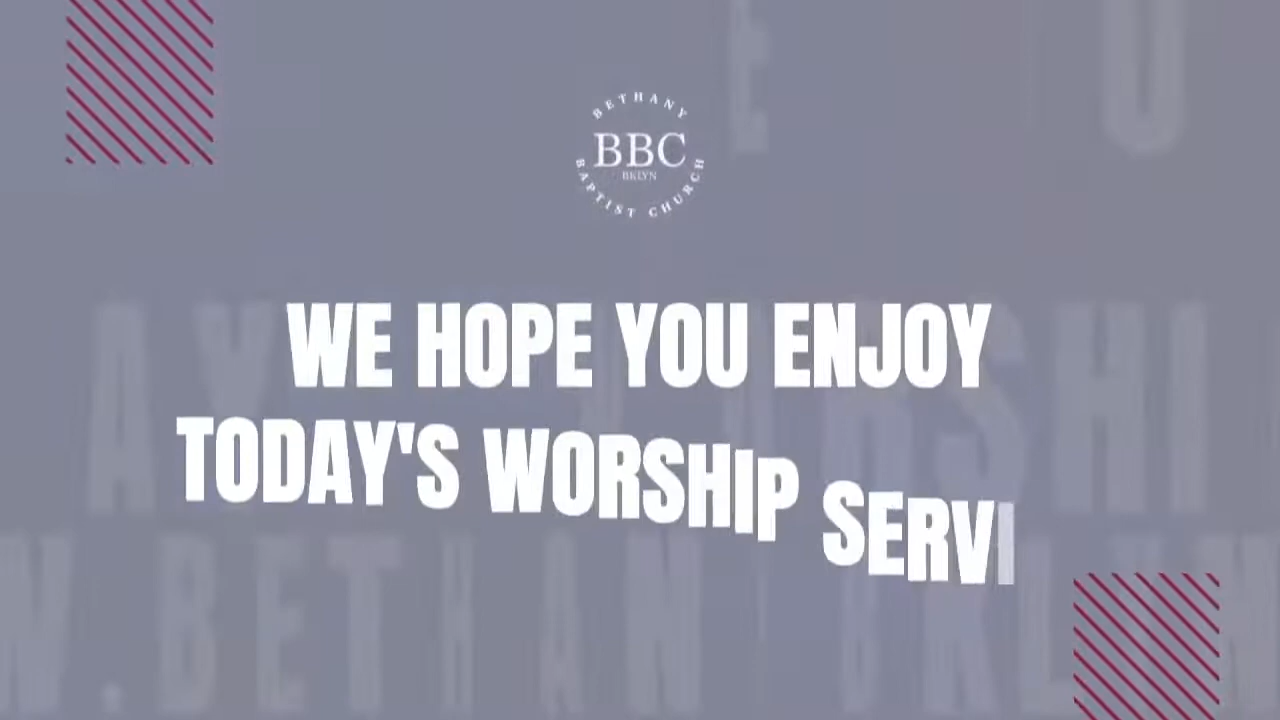 BETHANY
BBC
BKLYN
BAPTIST CHURCH
WE HOPE YOU ENJOY
TODAY'S WORSHIP SERVI